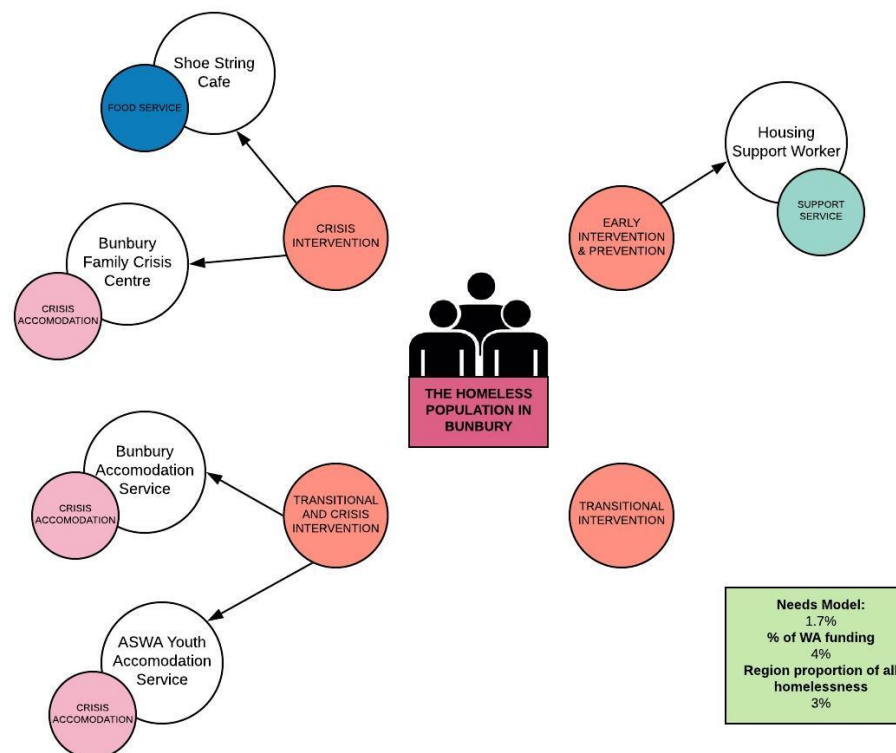 Shoe String
Cafe
FOOD SERVICE
CRISIS
INTERVENTION
Bunbury
Family Crisis
Centre
CRISIS
ACCOMODATION
Housing
Support Worker
SUPPORT
SERVICE
EARLY
INTERVENTION
& PREVENTION
THE HOMELESS
POPULATION IN
BUNBURY
Bunbury
Accomodation
Service
CRISIS
ACCOMODATION
TRANSITIONAL
AND CRISIS
INTERVENTION
TRANSITIONAL
INTERVENTION
ASWA Youth
Accomodation
Service
CRISIS
ACCOMODATION
Needs Model:
1.7%
% of WA funding
4%
Region proportion of all
homelessness
3%